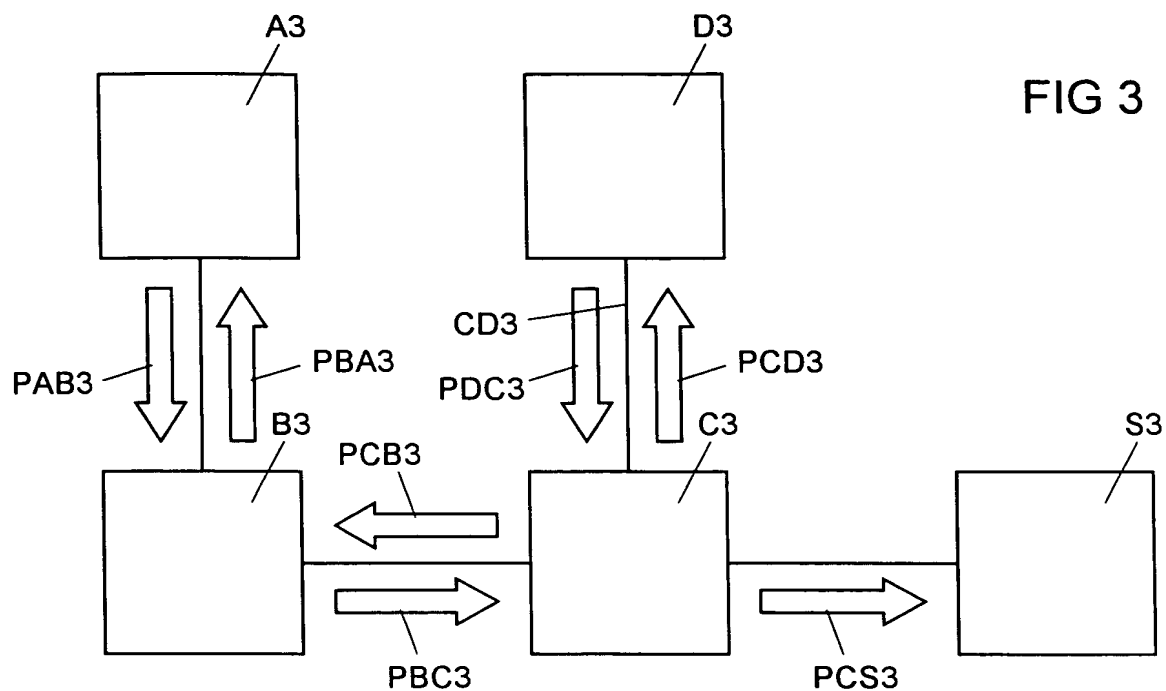 A3
D3
FIG 3
CD3
PAB3
PBA3
PDC3
PCD3
B3
PCB3
C3
S3
PBC3
PCS3